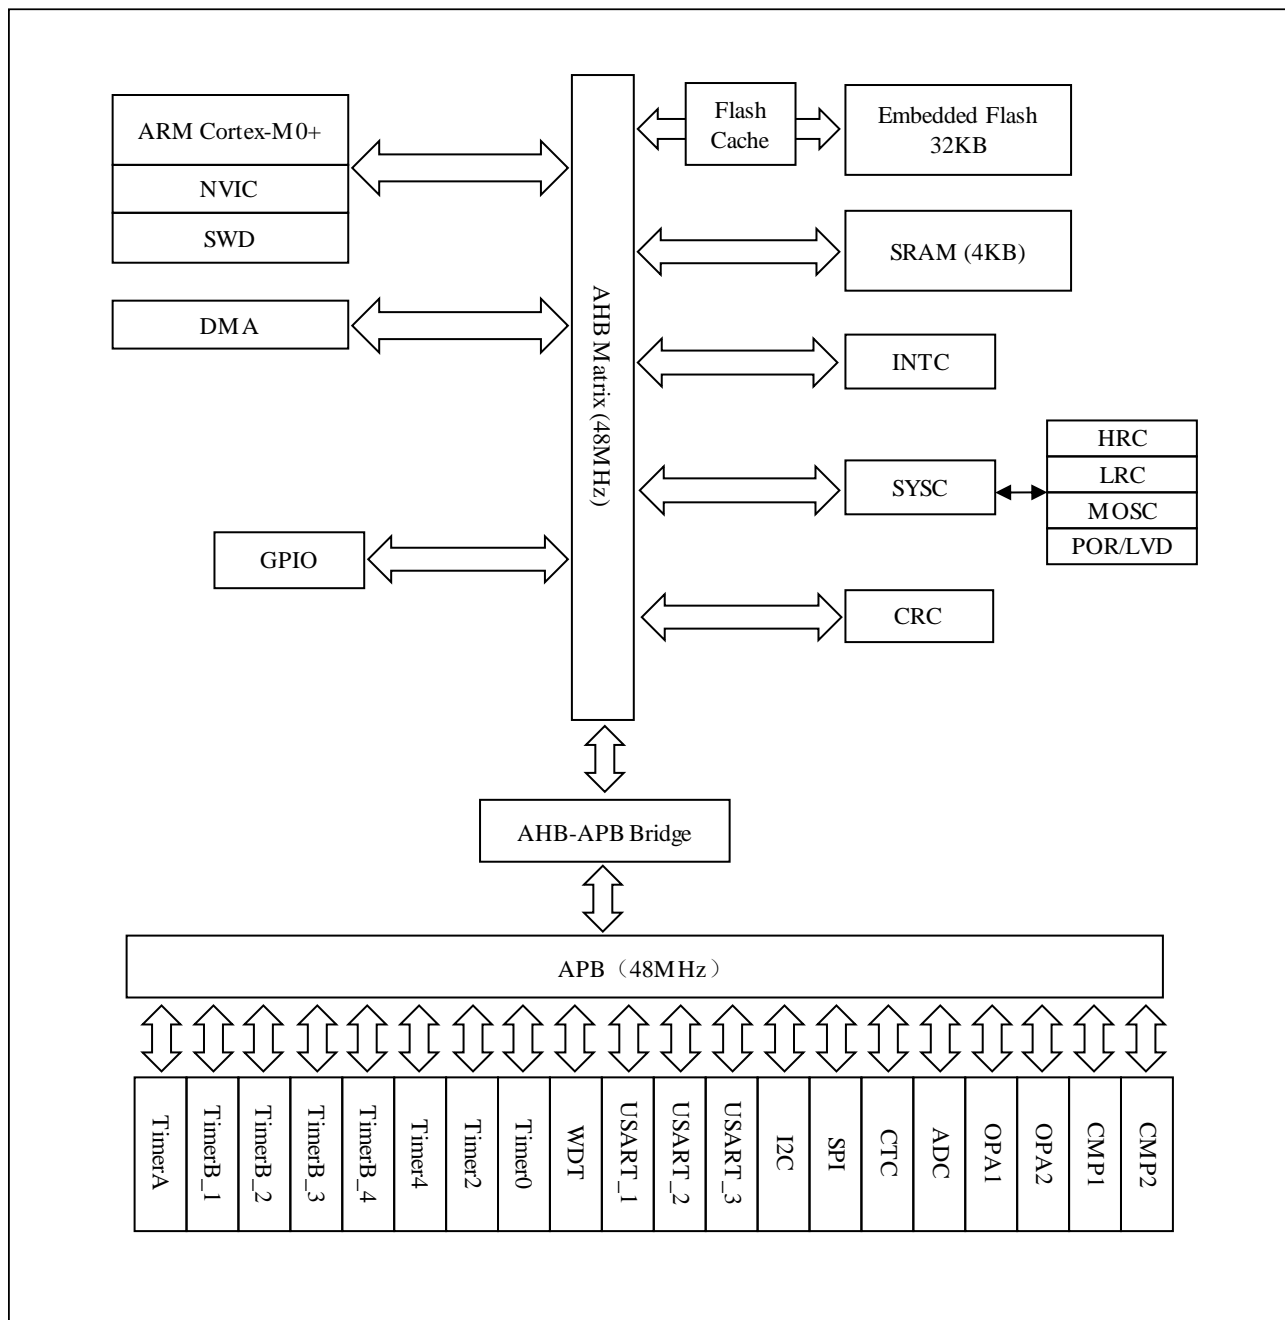 ARM Cortex-M0+
NVIC
SWD
DMA
GPIO
AHB Matrix (48MHz)
Flash
Cache
Embedded Flash
32KB
SRAM (4KB)
INTC
SYSC
HRC
LRC
MOSC
POR/LVD
CRC
AHB-APB Bridge
APB（48MHz）
TimerA
TimerB_1
TimerB_2
TimerB_3
TimerB_4
Timer4
Timer2
Timer0
WDT
USART_1
USART_2
USART_3
I2C
SPI
CTC
ADC
OPA1
OPA2
CMP1
CMP2